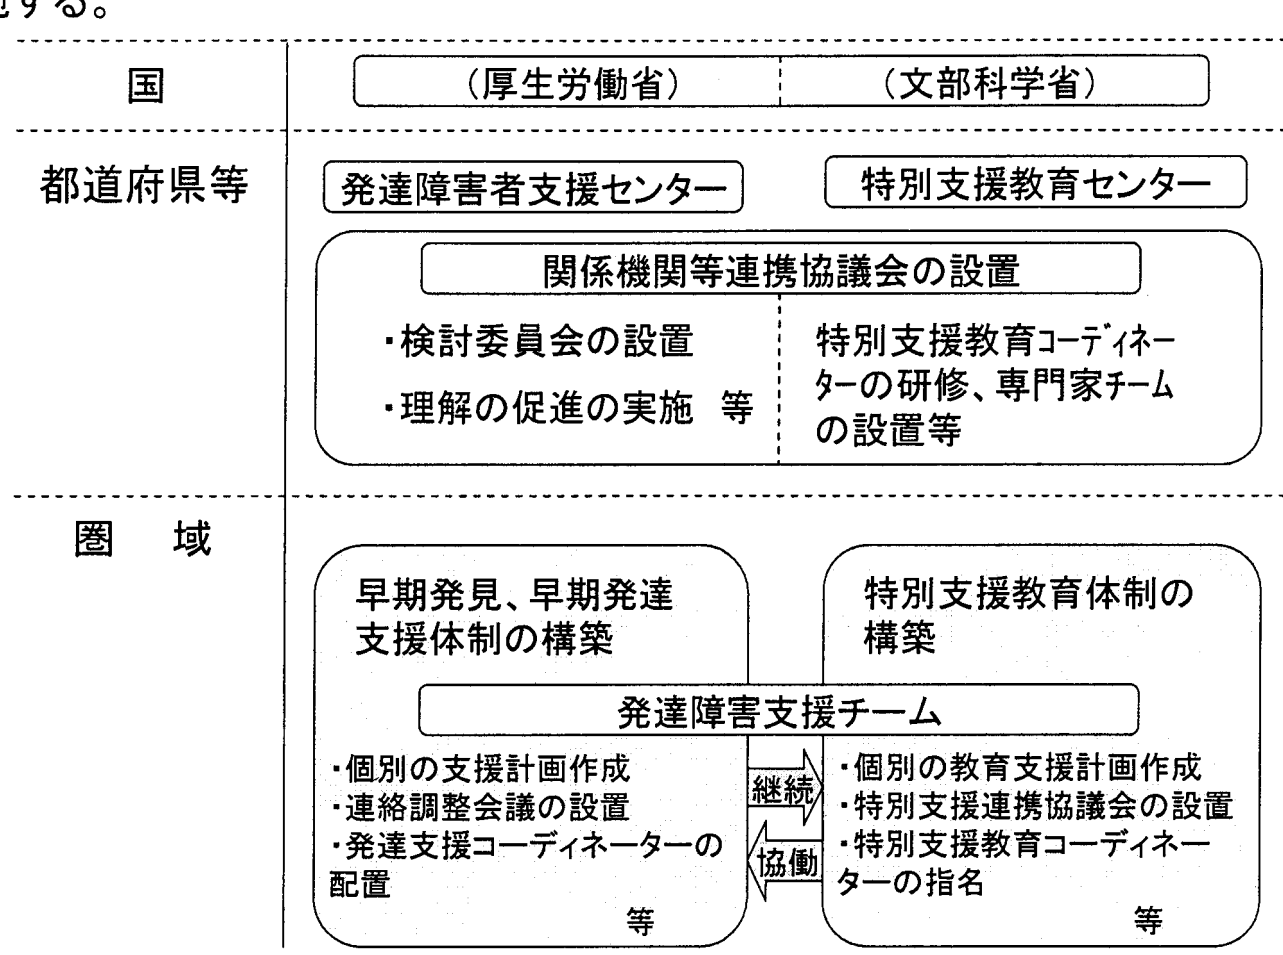 する。
国
(厚生労働省)
(文部科学省)
都道府県等
発達障害者支援センター
特別支援教育センター
関係機関等連携協議会の設置
・検討委員会の設置
・理解の促進の実施 等
特別支援教育コーディネー
ターの研修、専門家チーム
の設置等
圏 域
早期発見、早期発達
支援体制の構築
特別支援教育体制の
構築
発達障害支援チーム
・個別の支援計画作成
・連絡調整会議の設置
・発達支援コーディネーターの
配置
等
継続
協働
・個別の教育支援計画作成
・特別支援連携協議会の設置
・特別支援教育コーディネー
ターの指名
等